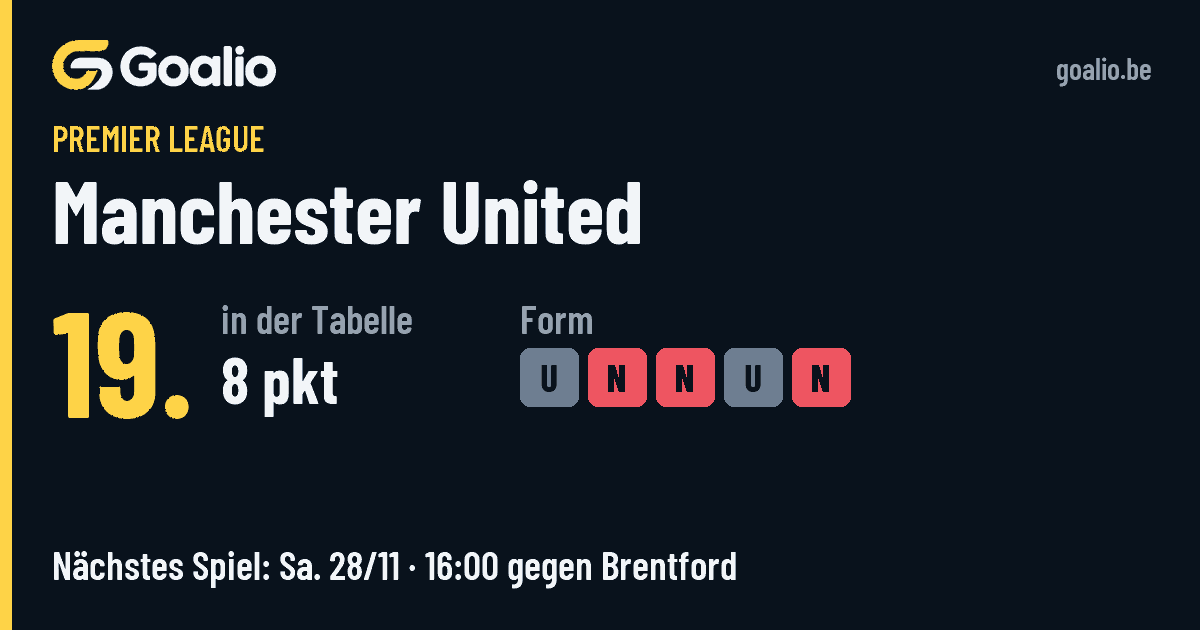 Goalio
goalio.be
PREMIER LEAGUE
Manchester United
19.
in der Tabelle
8 pkt
Form
U N N U N
Nächstes Spiel: Sa. 28/11 · 16:00 gegen Brentford